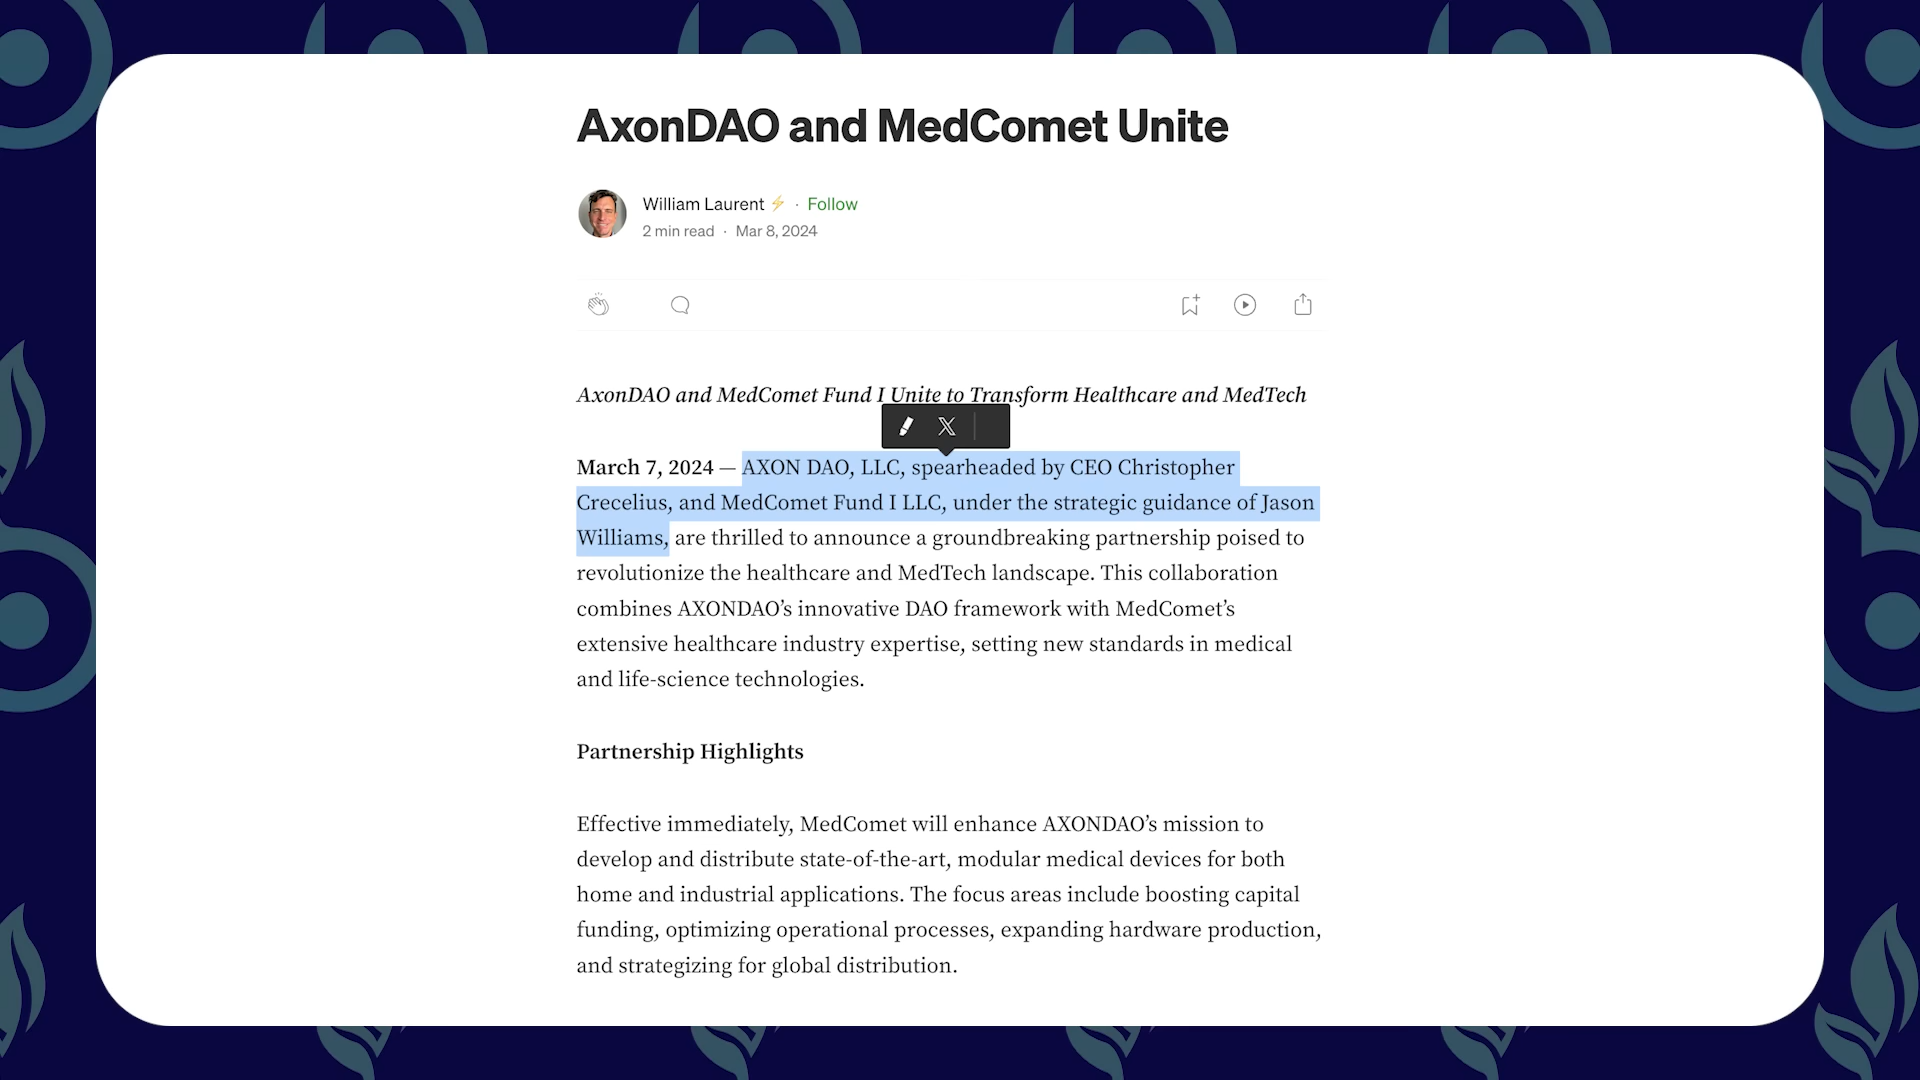 AxonDAO and MedComet Unite
William Laurent⚡ · Follow
2 min read · Mar 8, 2024
AxonDAO and MedComet Fund I Unite to Transform Healthcare and MedTech
March 7, 2024 — AXON DAO, LLC, spearheaded by CEO Christopher
Crecelius, and MedComet Fund I LLC, under the strategic guidance of Jason
Williams, are thrilled to announce a groundbreaking partnership poised to
revolutionize the healthcare and MedTech landscape. This collaboration
combines AXONDAO’s innovative DAO framework with MedComet’s
extensive healthcare industry expertise, setting new standards in medical
and life-science technologies.
Partnership Highlights
Effective immediately, MedComet will enhance AXONDAO’s mission to
develop and distribute state-of-the-art, modular medical devices for both
home and industrial applications. The focus areas include boosting capital
funding, optimizing operational processes, expanding hardware production,
and strategizing for global distribution.